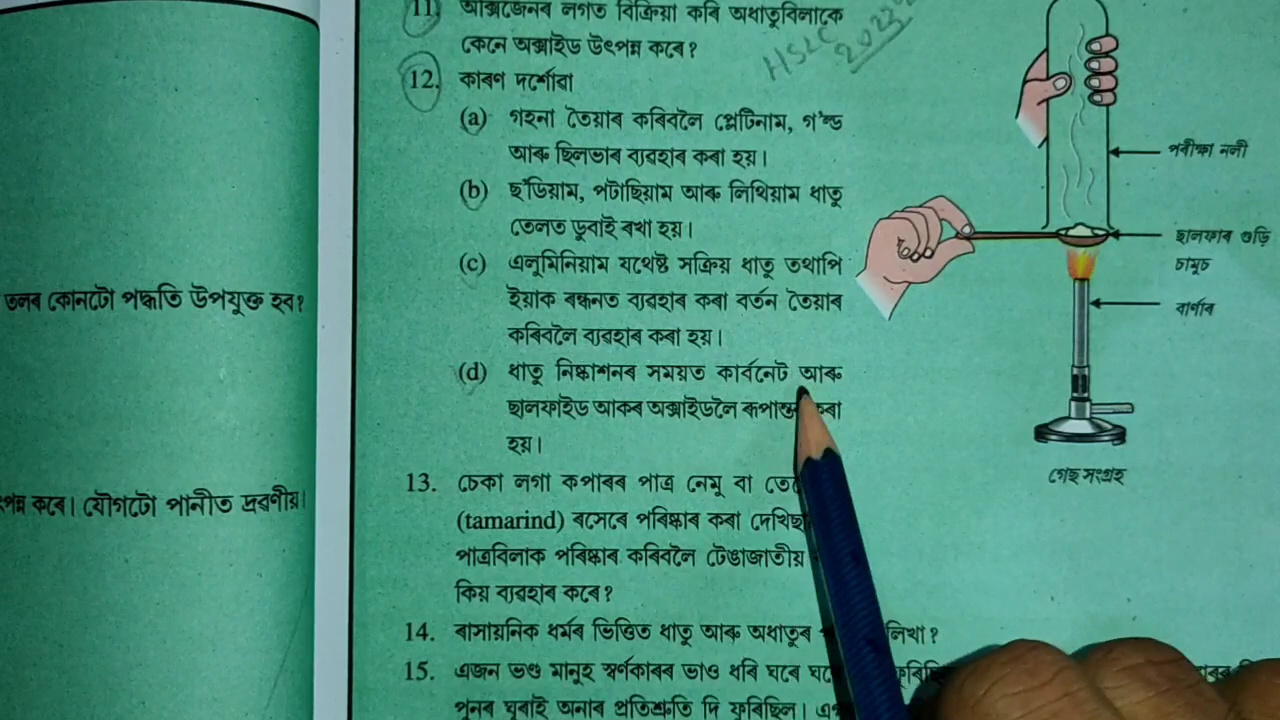 তলৰ কোনটো পদ্ধতি উপযুক্ত হব?
কৰে। যৌগটো পানীত দ্ৰৱণীয়।
11. অক্সিজেনৰ লগত বিক্ৰিয়া কৰি অধাতুবিলাকে
কেনে অক্সাইড উৎপন্ন কৰে?
HSLC 2023
12. কাৰণ দৰ্শোৱা
(a) গহনা তৈয়াৰ কৰিবলৈ প্লেটিনাম, গ'ল্ড
আৰু ছিলভাৰ ব্যৱহাৰ কৰা হয়।
(b) ছ'ডিয়াম, পটাছিয়াম আৰু লিথিয়াম ধাতু
তেলত ডুবাই ৰখা হয়।
(c) এলুমিনিয়াম যথেষ্ট সক্ৰিয় ধাতু তথাপি
ইয়াক ৰন্ধনত ব্যৱহাৰ কৰা বৰ্তন তৈয়াৰ
কৰিবলৈ ব্যৱহাৰ কৰা হয়।
(d) ধাতু নিষ্কাশনৰ সময়ত কাৰ্বনেট আৰু
ছালফাইড আকৰ অক্সাইডলৈ ৰূপান্তৰ কৰা
হয়।
13. চেকা লগা কপাৰৰ পাত্ৰ নেমু বা
(tamarind) ৰসেৰে পৰিষ্কাৰ কৰা
পাত্ৰবিলাক পৰিষ্কাৰ কৰিবলৈ টেঙাজাতীয়
কিয় ব্যৱহাৰ কৰে?
14. ৰাসায়নিক ধৰ্মৰ ভিত্তিত ধাতু আৰু অধাতুৰ লিখা?
15. এজন ভণ্ড মানুহ স্বৰ্ণকাৰৰ ভাও ধৰি ঘৰে
পুনৰ ঘূৰাই অনাৰ প্ৰতিশ্ৰুতি দি ফুৰিছিল।
পৰীক্ষা নলী
ছালফাৰ গুড়ি
চামুচ
বাৰ্ণাৰ
গেছ সংগ্ৰহ